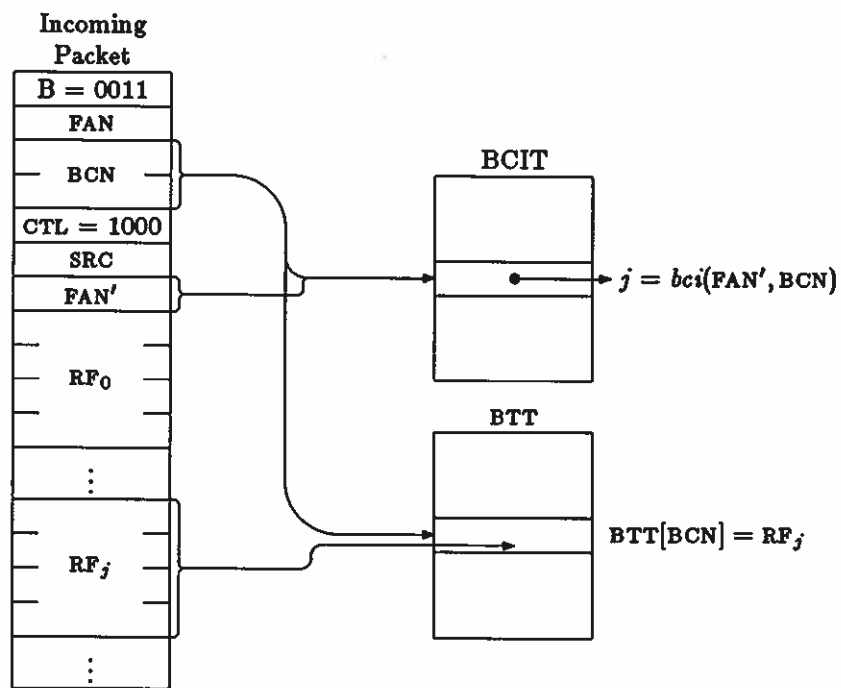 Incoming
Packet
B = 0011
FAN
BCN
CTL = 1000
SRC
FAN′
RF₀
⋮
RFⱼ
⋮
BCIT
j = bci(FAN′, BCN)
BTT
BTT[BCN] = RFⱼ